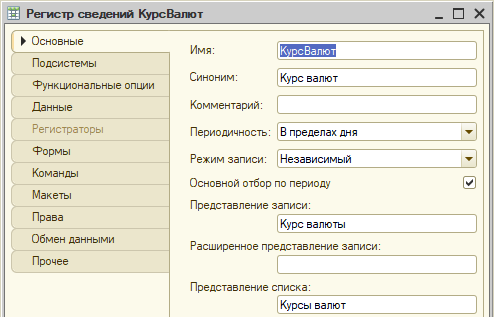 Регистр сведений КурсВалют
Основные
Подсистемы
Функциональные опции
Данные
Регистраторы
Формы
Команды
Макеты
Права
Обмен данными
Прочее
Имя: КурсВалют
Синоним: Курс валют
Комментарий:
Периодичность: В пределах дня
Режим записи: Независимый
Основной отбор по периоду
Представление записи:
Курс валюты
Расширенное представление записи:
Представление списка:
Курсы валют